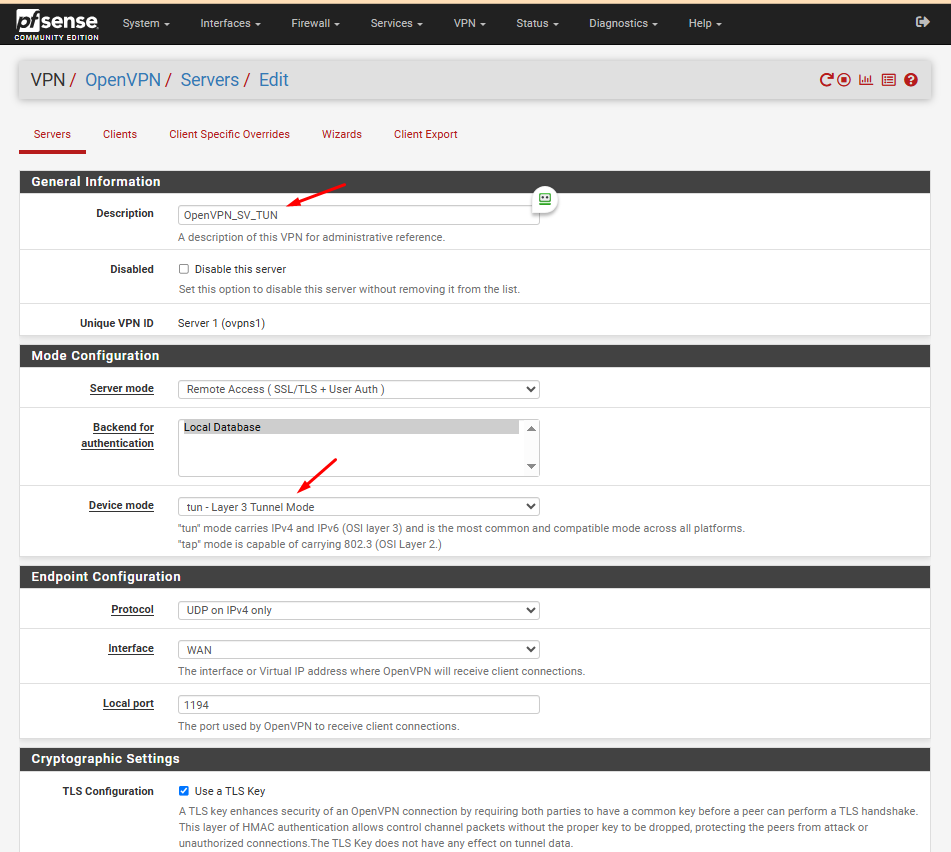 pfsense
COMMUNITY EDITION
System Interfaces Firewall Services VPN Status Diagnostics Help
VPN / OpenVPN / Servers / Edit
Servers Clients Client Specific Overrides Wizards Client Export
General Information
Description OpenVPN_SV_TUN
A description of this VPN for administrative reference.
Disabled Disable this server
Set this option to disable this server without removing it from the list.
Unique VPN ID Server 1 (ovpns1)
Mode Configuration
Server mode Remote Access ( SSL/TLS + User Auth )
Backend for authentication Local Database
Device mode tun - Layer 3 Tunnel Mode
"tun" mode carries IPv4 and IPv6 (OSI layer 3) and is the most common and compatible mode across all platforms.
"tap" mode is capable of carrying 802.3 (OSI Layer 2.)
Endpoint Configuration
Protocol UDP on IPv4 only
Interface WAN
The interface or Virtual IP address where OpenVPN will receive client connections.
Local port 1194
The port used by OpenVPN to receive client connections.
Cryptographic Settings
TLS Configuration Use a TLS Key
A TLS key enhances security of an OpenVPN connection by requiring both parties to have a common key before a peer can perform a TLS handshake.
This layer of HMAC authentication allows control channel packets without the proper key to be dropped, protecting the peers from attack or
unauthorized connections.The TLS Key does not have any effect on tunnel data.